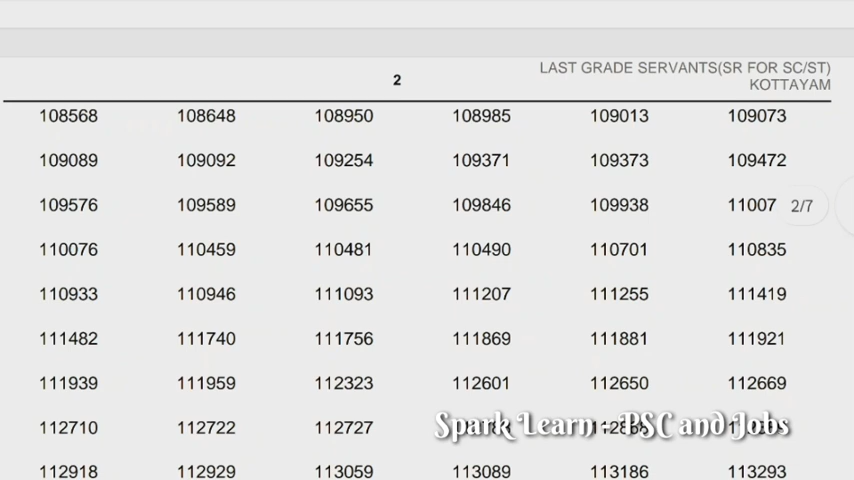 2
LAST GRADE SERVANTS(SR FOR SC/ST)
KOTTAYAM
108568 108648 108950 108985 109013 109073
109089 109092 109254 109371 109373 109472
109576 109589 109655 109846 109938
2/7
110076 110459 110481 110490 110701 110835
110933 110946 111093 111207 111255 111419
111482 111740 111756 111869 111881 111921
111939 111959 112323 112601 112650 112669
112710 112722 112727
Spark Learn - PSC and Jobs
112918 112929 113059 113089 113186 113293